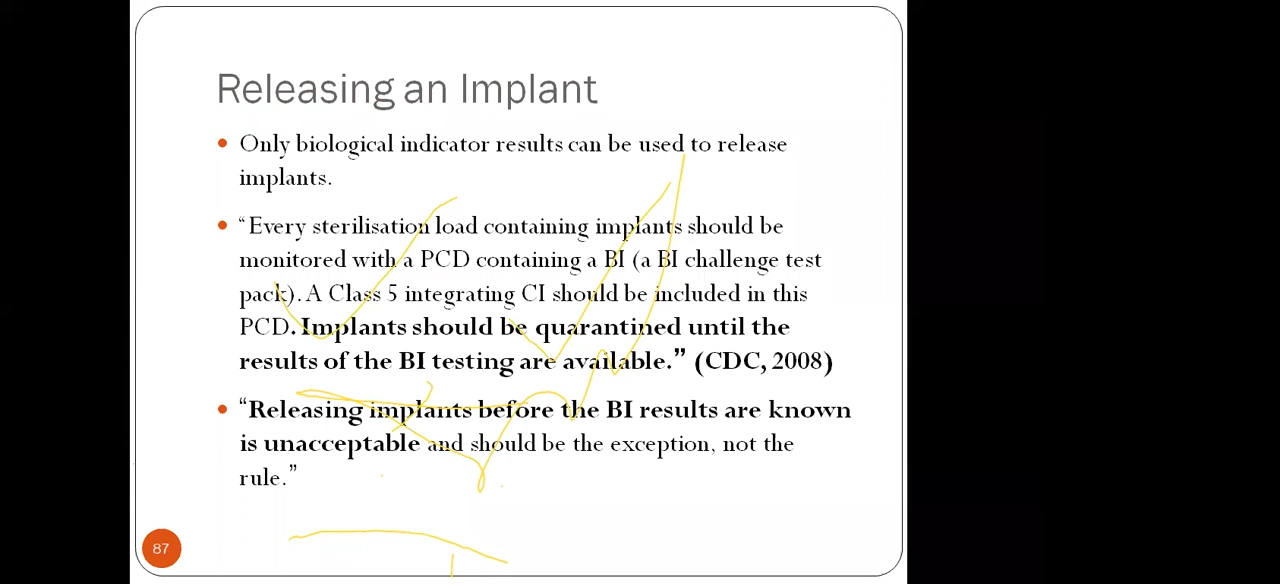 Releasing an Implant
Only biological indicator results can be used to release
implants.
“Every sterilisation load containing implants should be
monitored with a PCD containing a BI (a BI challenge test
pack). A Class 5 integrating CI should be included in this
PCD. Implants should be quarantined until the
results of the BI testing are available.” (CDC, 2008)
“Releasing implants before the BI results are known
is unacceptable and should be the exception, not the
rule.”
87